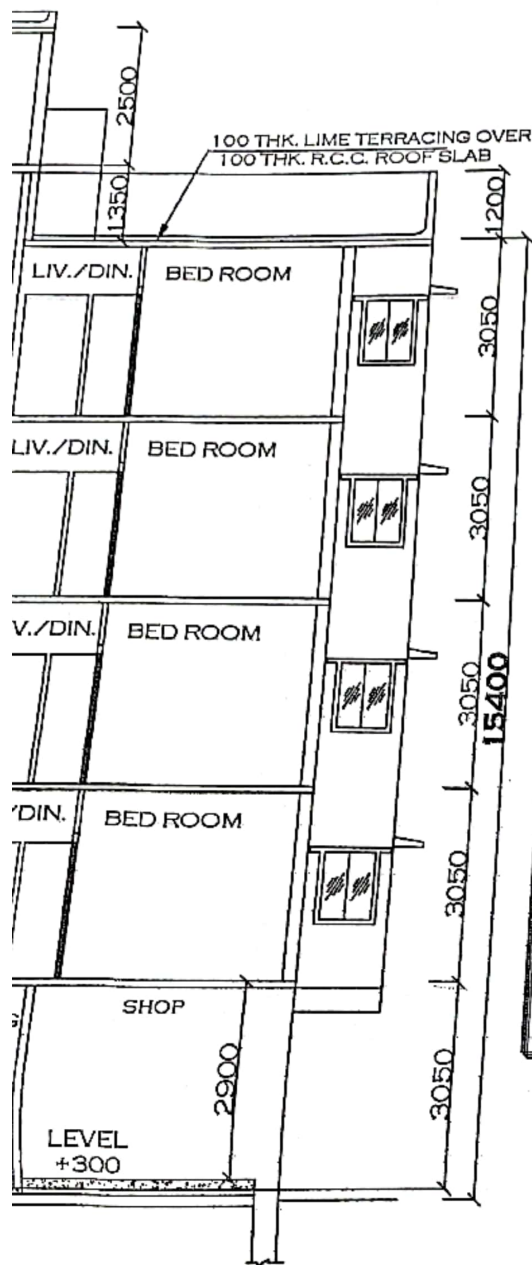 2500
100 THK. LIME TERRACING OVER
100 THK. R.C.C. ROOF SLAB
1350
1200
LIV./DIN. BED ROOM
3050
LIV./DIN. BED ROOM
3050
V./DIN. BED ROOM
3050
15400
/DIN. BED ROOM
3050
SHOP
2900
3050
LEVEL
+300